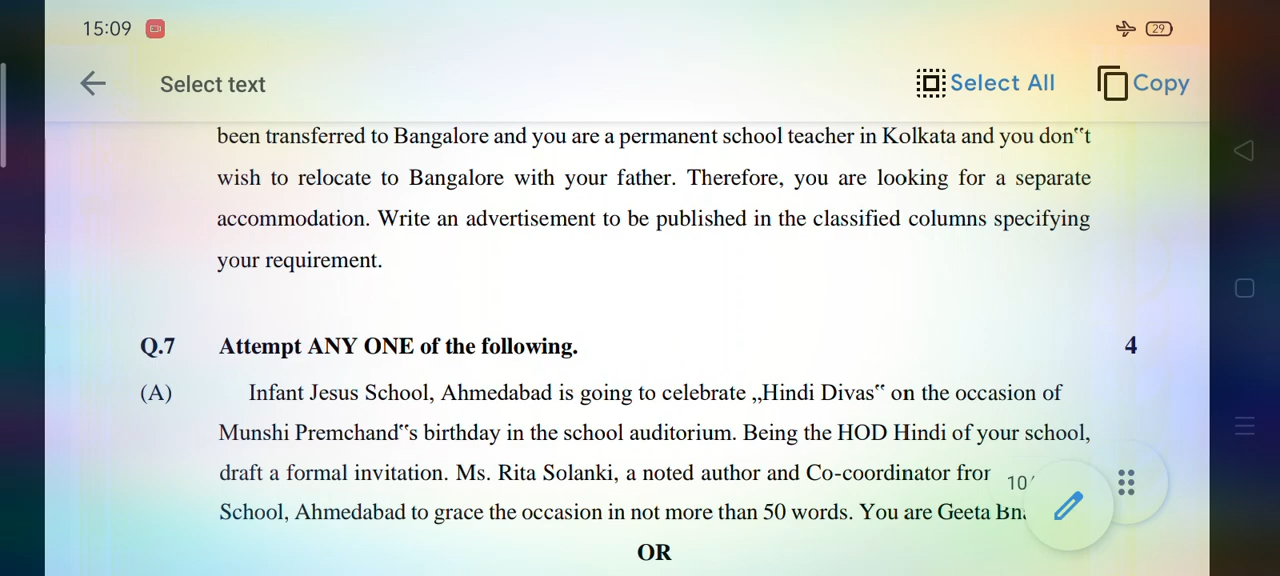 15:09
29
Select text
Select All
Copy
been transferred to Bangalore and you are a permanent school teacher in Kolkata and you don‟t
wish to relocate to Bangalore with your father. Therefore, you are looking for a separate
accommodation. Write an advertisement to be published in the classified columns specifying
your requirement.
Q.7 Attempt ANY ONE of the following. 4
(A) Infant Jesus School, Ahmedabad is going to celebrate „Hindi Divas‟ on the occasion of
Munshi Premchand‟s birthday in the school auditorium. Being the HOD Hindi of your school,
draft a formal invitation. Ms. Rita Solanki, a noted author and Co-coordinator
School, Ahmedabad to grace the occasion in not more than 50 words. You are Geeta
OR